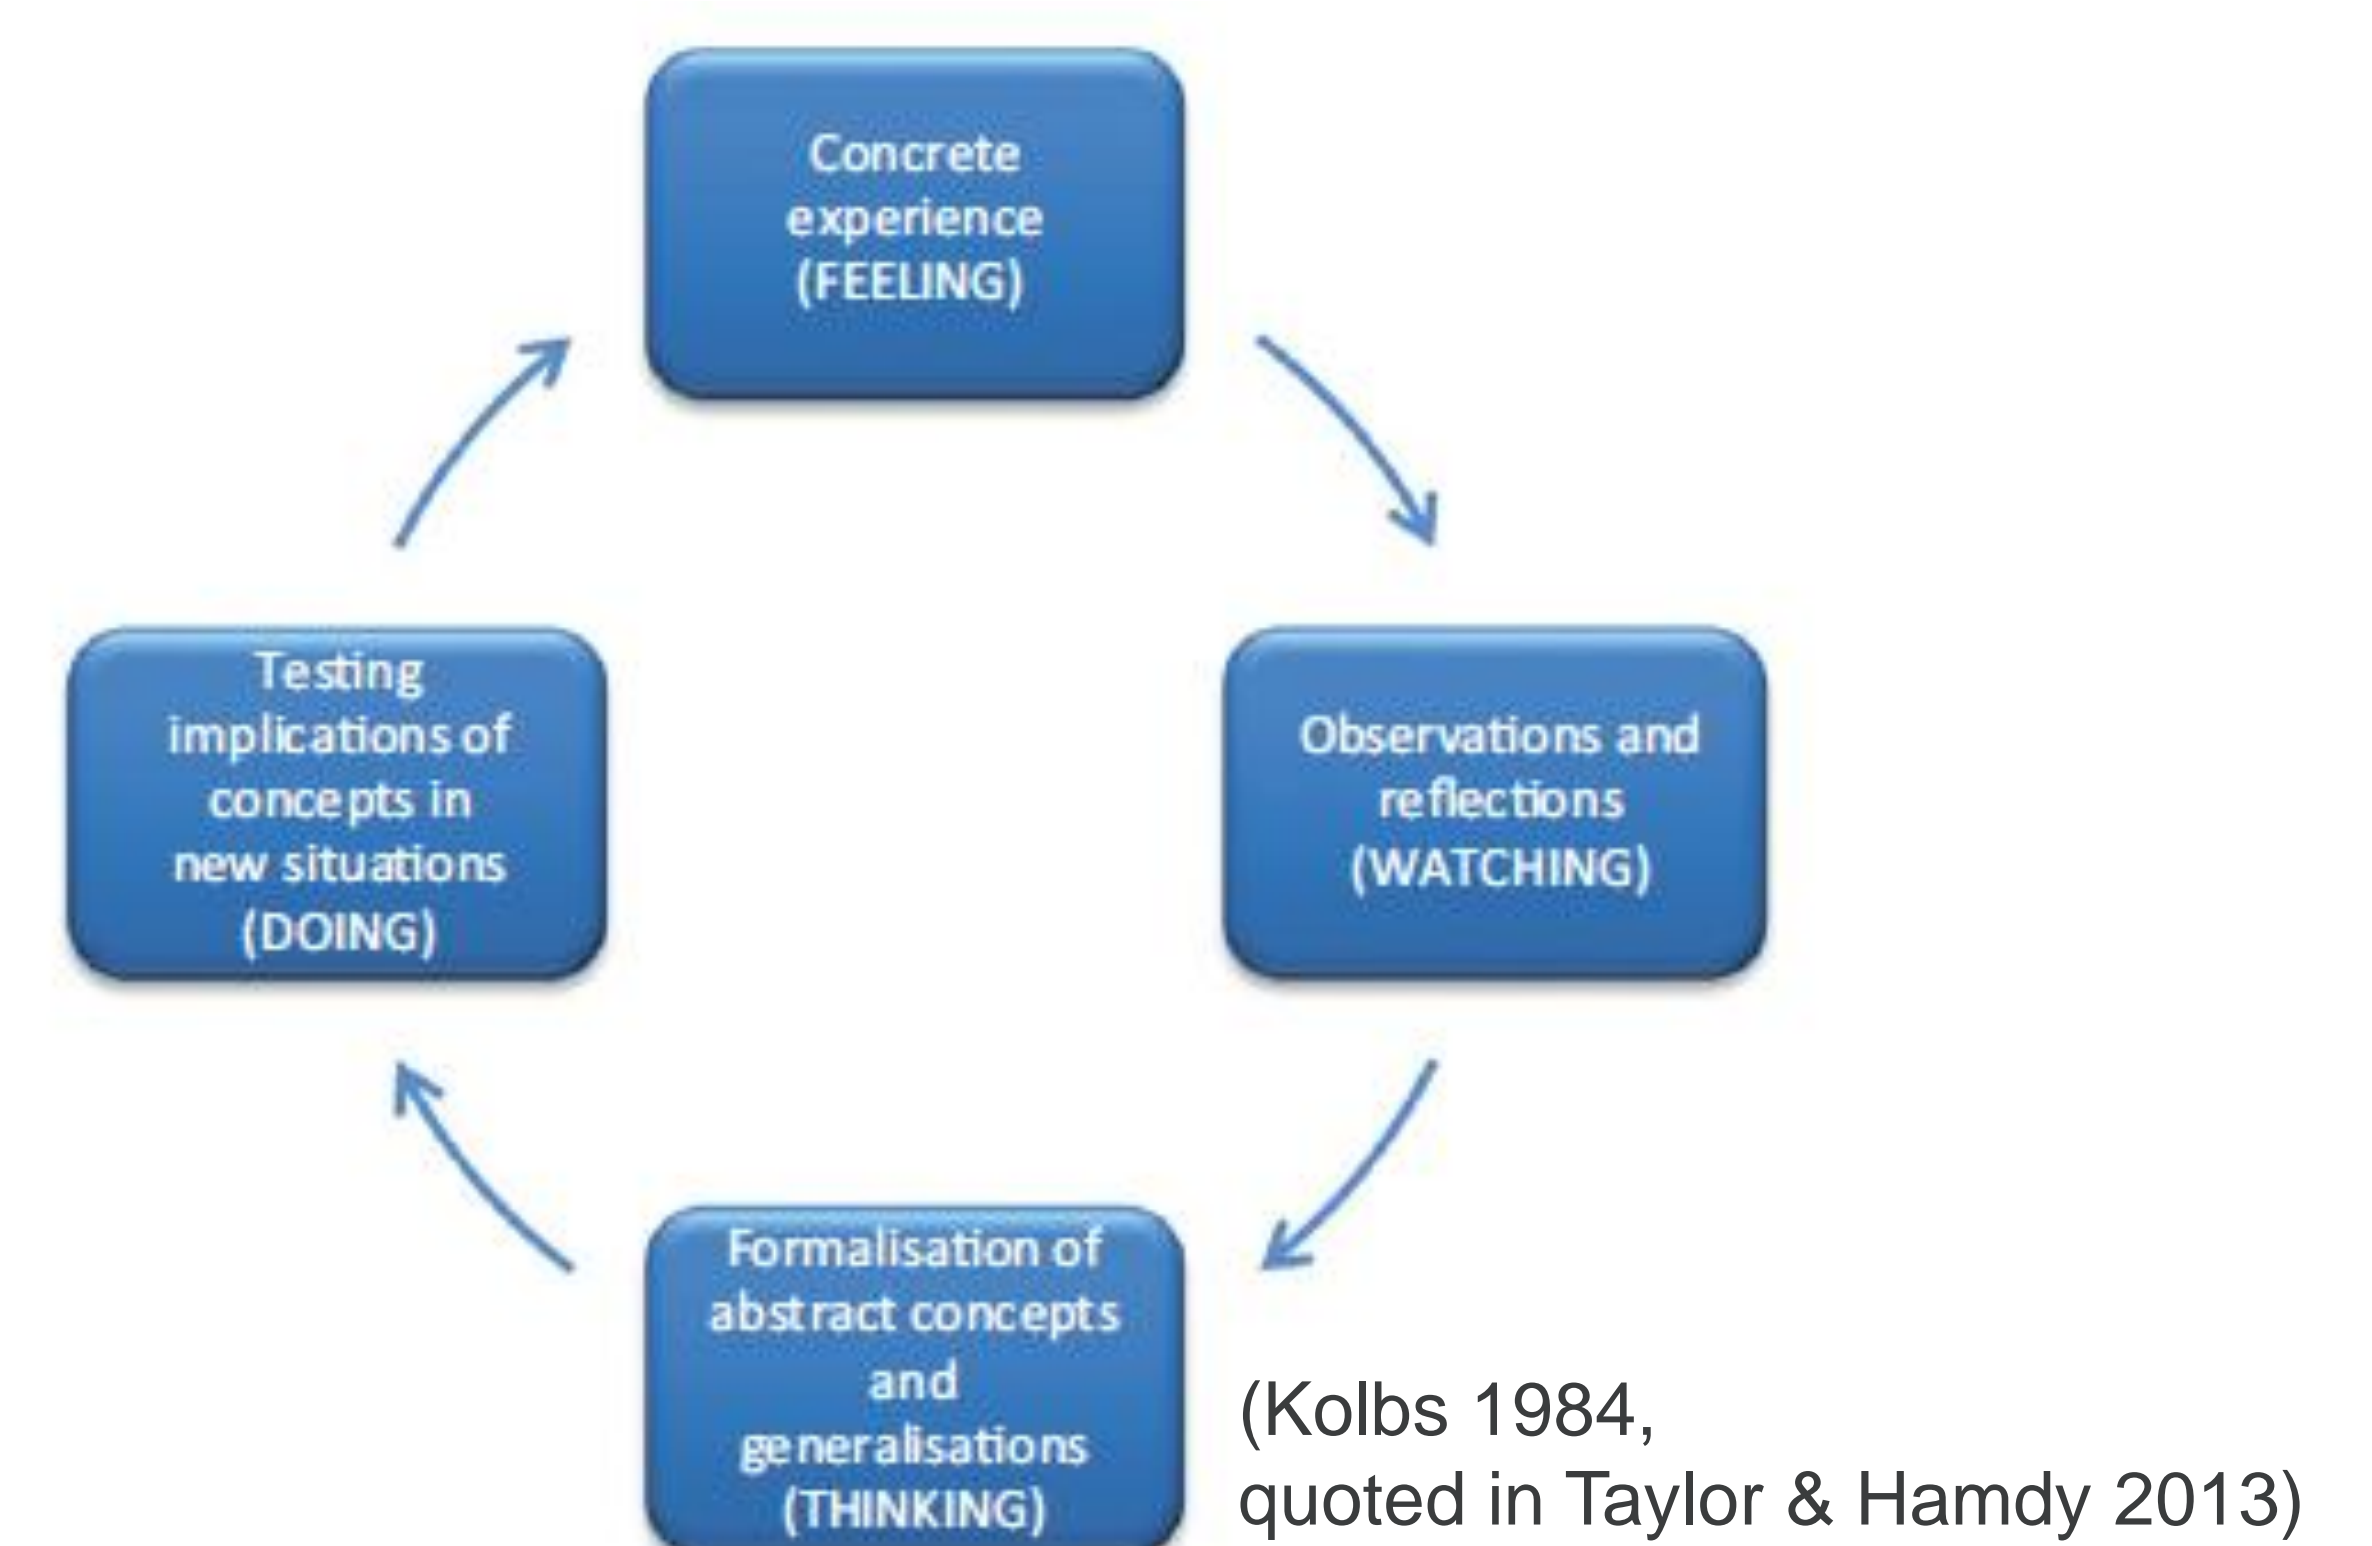 Concrete
experience
(FEELING)
Observations and
reflections
(WATCHING)
Formalisation of
abstract concepts
and
generalisations
(THINKING)
Testing
implications of
concepts in
new situations
(DOING)
(Kolbs 1984,
quoted in Taylor & Hamdy 2013)